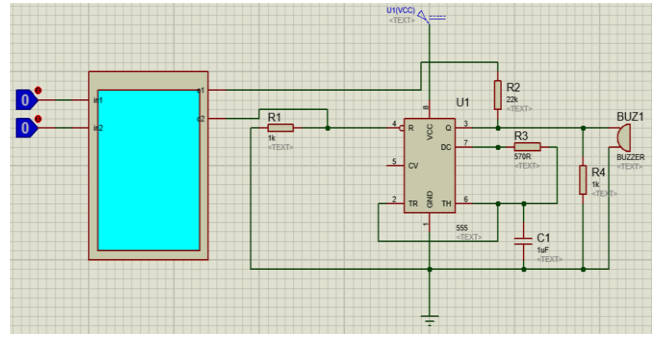 U1(VCC)
<TEXT>
0
in1
o1
0
in2
o2
R1
1k
<TEXT>
U1
8
VCC
4
R
Q
3
DC
7
5
CV
2
TR
GND
TH
6
1
555
<TEXT>
R2
22k
<TEXT>
R3
570R
<TEXT>
BUZ1
BUZZER
<TEXT>
R4
1k
<TEXT>
C1
1uF
<TEXT>